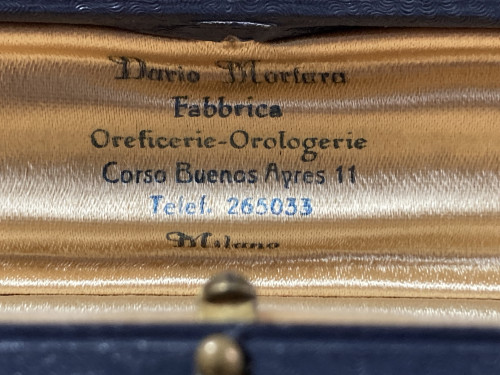 Dario Mortara
Fabbrica
Oreficerie-Orologerie
Corso Buenos Ayres 11
Telef. 265033
Milano